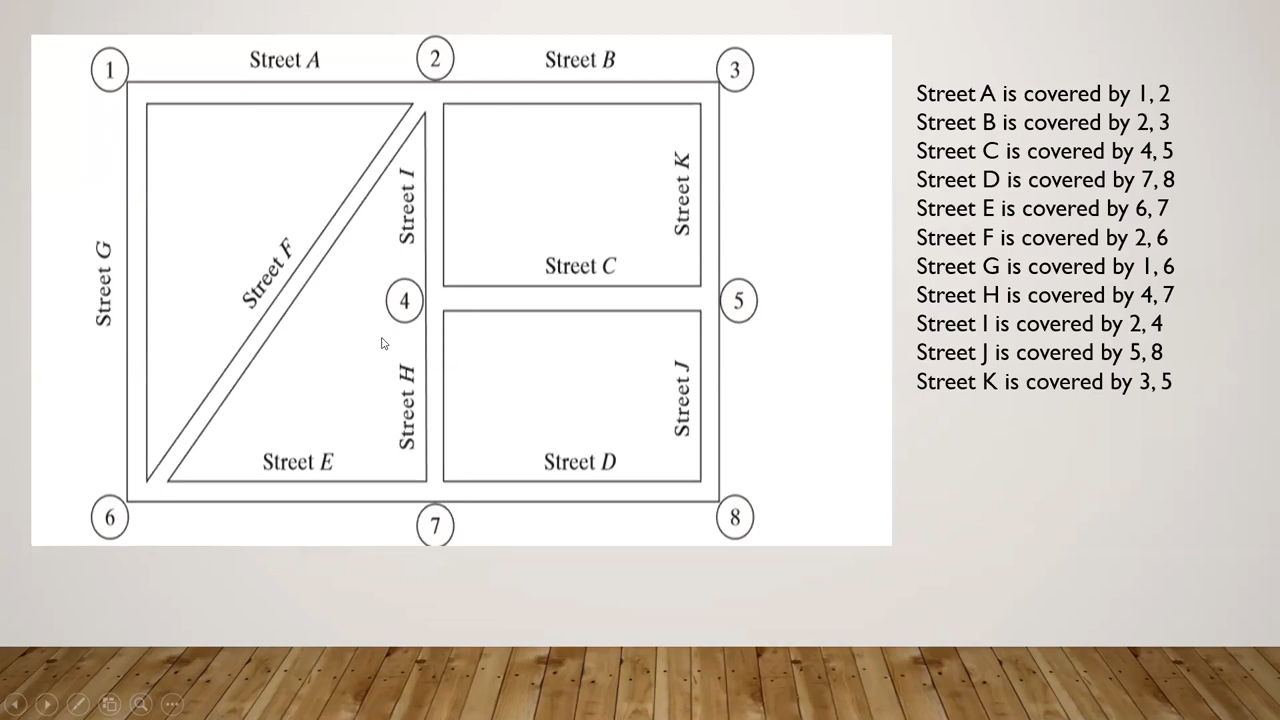 1
Street A
2
Street B
3
Street G
Street F
Street I
Street K
Street C
4
5
Street H
Street J
Street E
Street D
6
7
8
Street A is covered by 1, 2
Street B is covered by 2, 3
Street C is covered by 4, 5
Street D is covered by 7, 8
Street E is covered by 6, 7
Street F is covered by 2, 6
Street G is covered by 1, 6
Street H is covered by 4, 7
Street I is covered by 2, 4
Street J is covered by 5, 8
Street K is covered by 3, 5